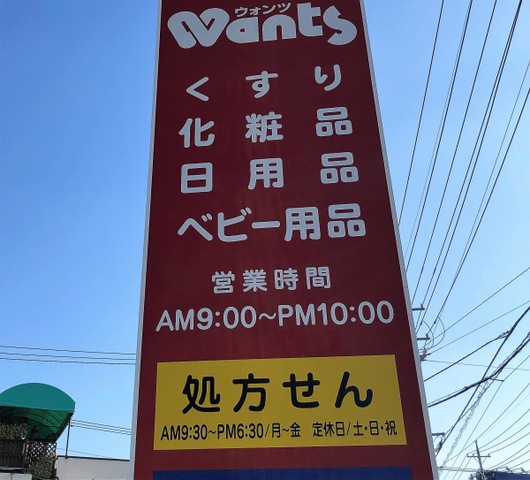 ウォンツ
Wants
くすり
化粧品
日用品
ベビー用品
営業時間
AM9:00～PM10:00
処方せん
AM9:30～PM6:30/月～金 定休日/土・日・祝